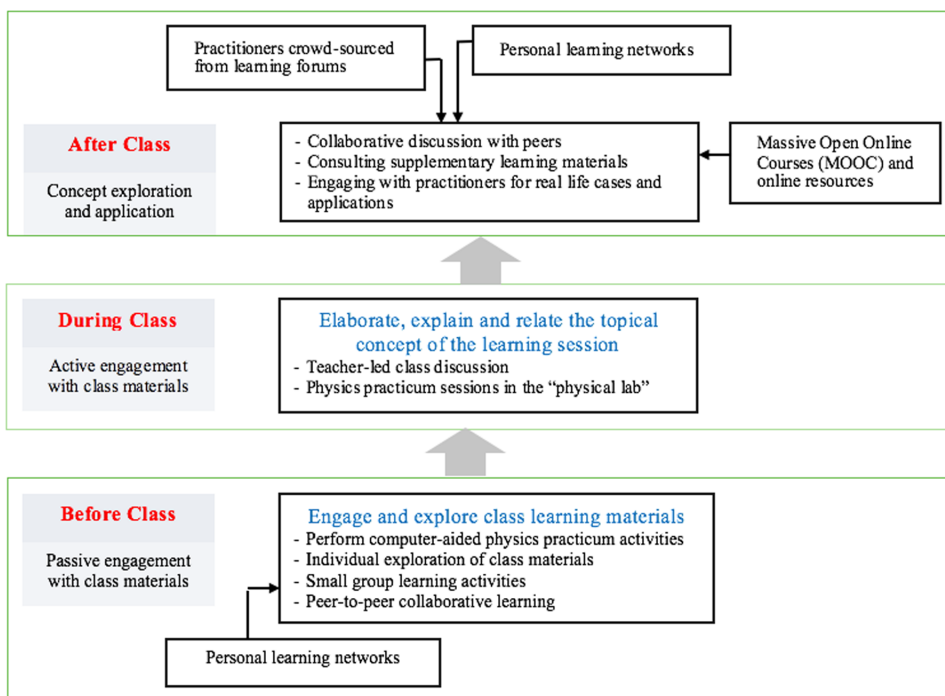 Practitioners crowd-sourced
from learning forums
Personal learning networks
After Class
Concept exploration
and application
- Collaborative discussion with peers
- Consulting supplementary learning materials
- Engaging with practitioners for real life cases and
applications
Massive Open Online
Courses (MOOC) and
online resources
During Class
Active engagement
with class materials
Elaborate, explain and relate the topical
concept of the learning session
- Teacher-led class discussion
- Physics practicum sessions in the “physical lab”
Before Class
Passive engagement
with class materials
Engage and explore class learning materials
- Perform computer-aided physics practicum activities
- Individual exploration of class materials
- Small group learning activities
- Peer-to-peer collaborative learning
Personal learning networks